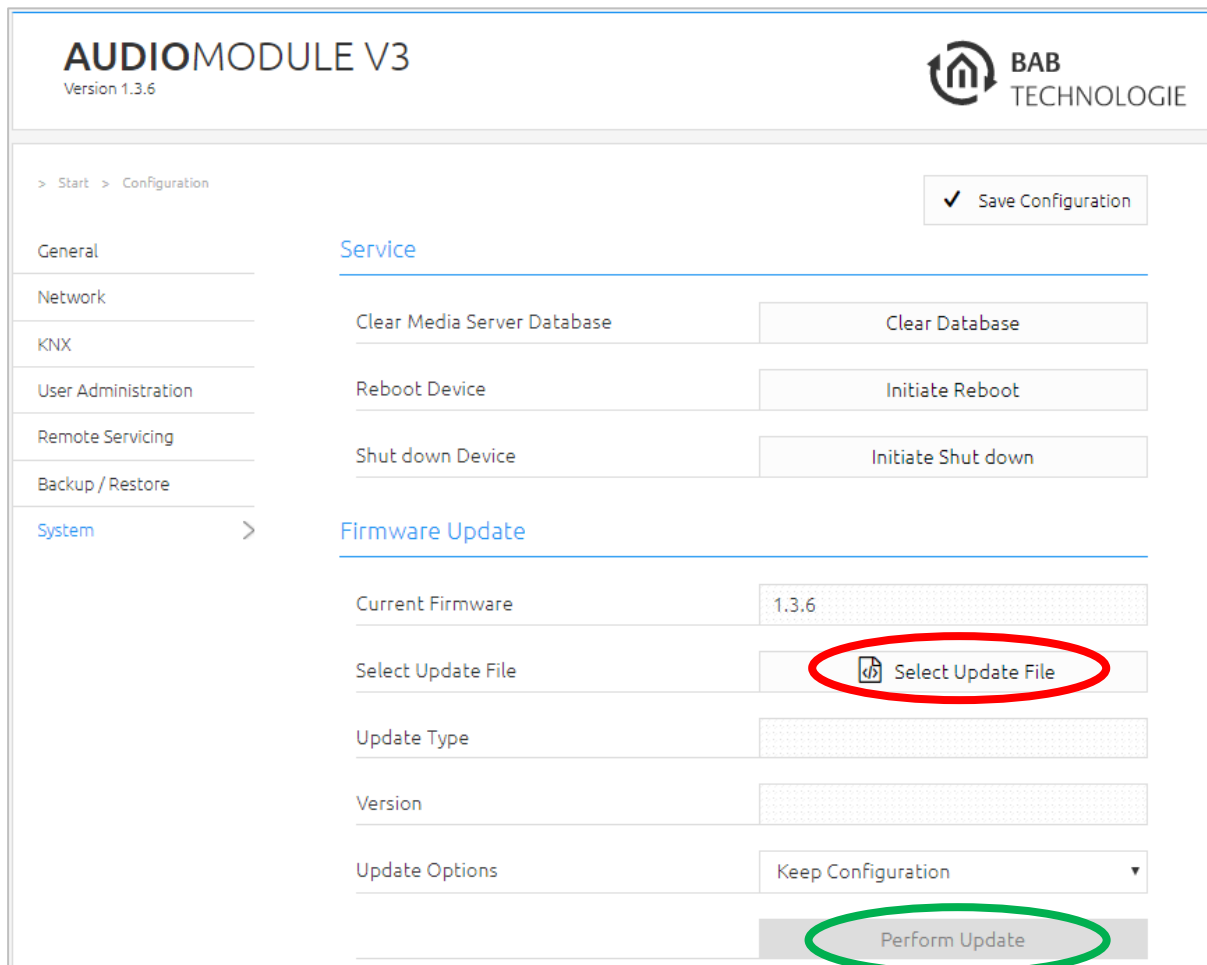 AUDIOMODULE V3
Version 1.3.6
BAB
TECHNOLOGIE
> Start > Configuration
✓ Save Configuration
General
Network
KNX
User Administration
Remote Servicing
Backup / Restore
System >
Service
Clear Media Server Database Clear Database
Reboot Device Initiate Reboot
Shut down Device Initiate Shut down
Firmware Update
Current Firmware 1.3.6
Select Update File </> Select Update File
Update Type
Version
Update Options Keep Configuration ▼
Perform Update